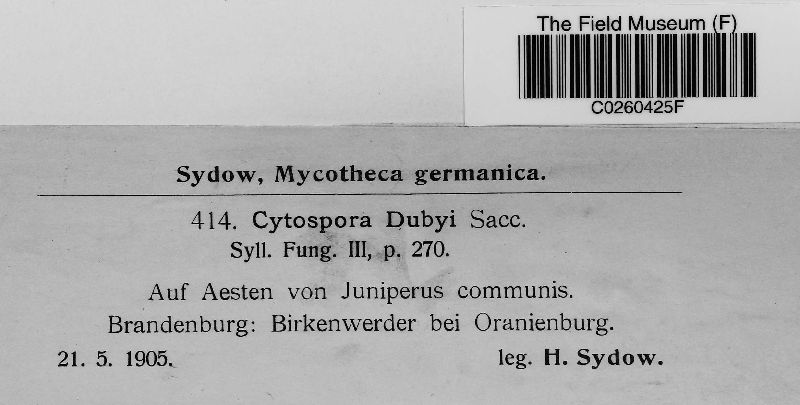 The Field Museum (F)
C0260425F
Sydow, Mycotheca germanica.
414. Cytospora Dubyi Sacc.
Syll. Fung. III, p. 270.
Auf Aesten von Juniperus communis.
Brandenburg: Birkenwerder bei Oranienburg.
21. 5. 1905. leg. H. Sydow.